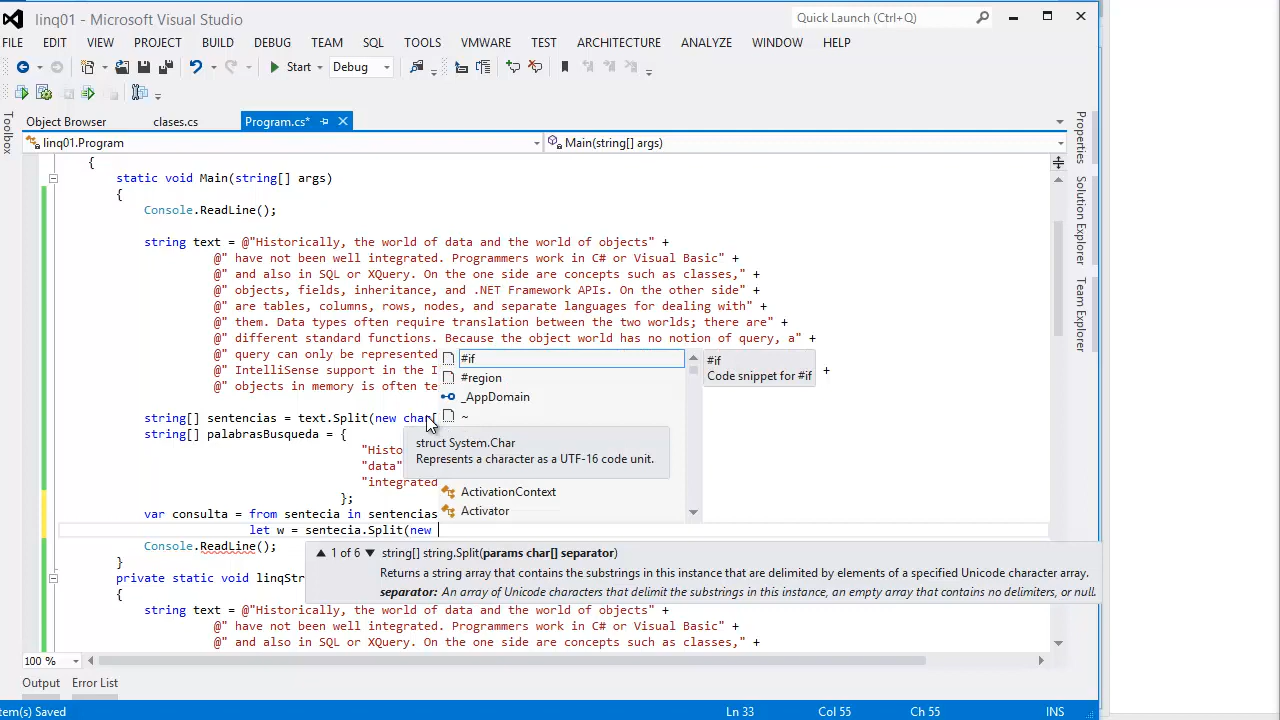 linq01 - Microsoft Visual Studio
Quick Launch (Ctrl+Q)
FILE EDIT VIEW PROJECT BUILD DEBUG TEAM SQL TOOLS VMWARE TEST ARCHITECTURE ANALYZE WINDOW HELP
Start Debug
Toolbox
Object Browser clases.cs Program.cs*
linq01.Program Main(string[] args)
Properties
Solution Explorer
Team Explorer
{
static void Main(string[] args)
{
Console.ReadLine();
string text = @"Historically, the world of data and the world of objects" +
@" have not been well integrated. Programmers work in C# or Visual Basic" +
@" and also in SQL or XQuery. On the one side are concepts such as classes," +
@" objects, fields, inheritance, and .NET Framework APIs. On the other side" +
@" are tables, columns, rows, nodes, and separate languages for dealing with" +
@" them. Data types often require translation between the two worlds; there are" +
@" different standard functions. Because the object world has no notion of query, a" +
@" query can only be represented
@" IntelliSense support in the I +
@" objects in memory is often te
string[] sentencias = text.Split(new char[
string[] palabrasBusqueda = {
"Histo
"data"
"integrated
};
var consulta = from sentecia in sentencias
let w = sentecia.Split(new
Console.ReadLine();
}
private static void linqStr
{
string text = @"Historically, the world of data and the world of objects" +
@" have not been well integrated. Programmers work in C# or Visual Basic" +
@" and also in SQL or XQuery. On the one side are concepts such as classes," +
#if
#region
_AppDomain
~
ActivationContext
Activator
#if
Code snippet for #if
struct System.Char
Represents a character as a UTF-16 code unit.
1 of 6 string[] string.Split(params char[] separator)
Returns a string array that contains the substrings in this instance that are delimited by elements of a specified Unicode character array.
separator: An array of Unicode characters that delimit the substrings in this instance, an empty array that contains no delimiters, or null.
100 %
Output Error List
tem(s) Saved Ln 33 Col 55 Ch 55 INS